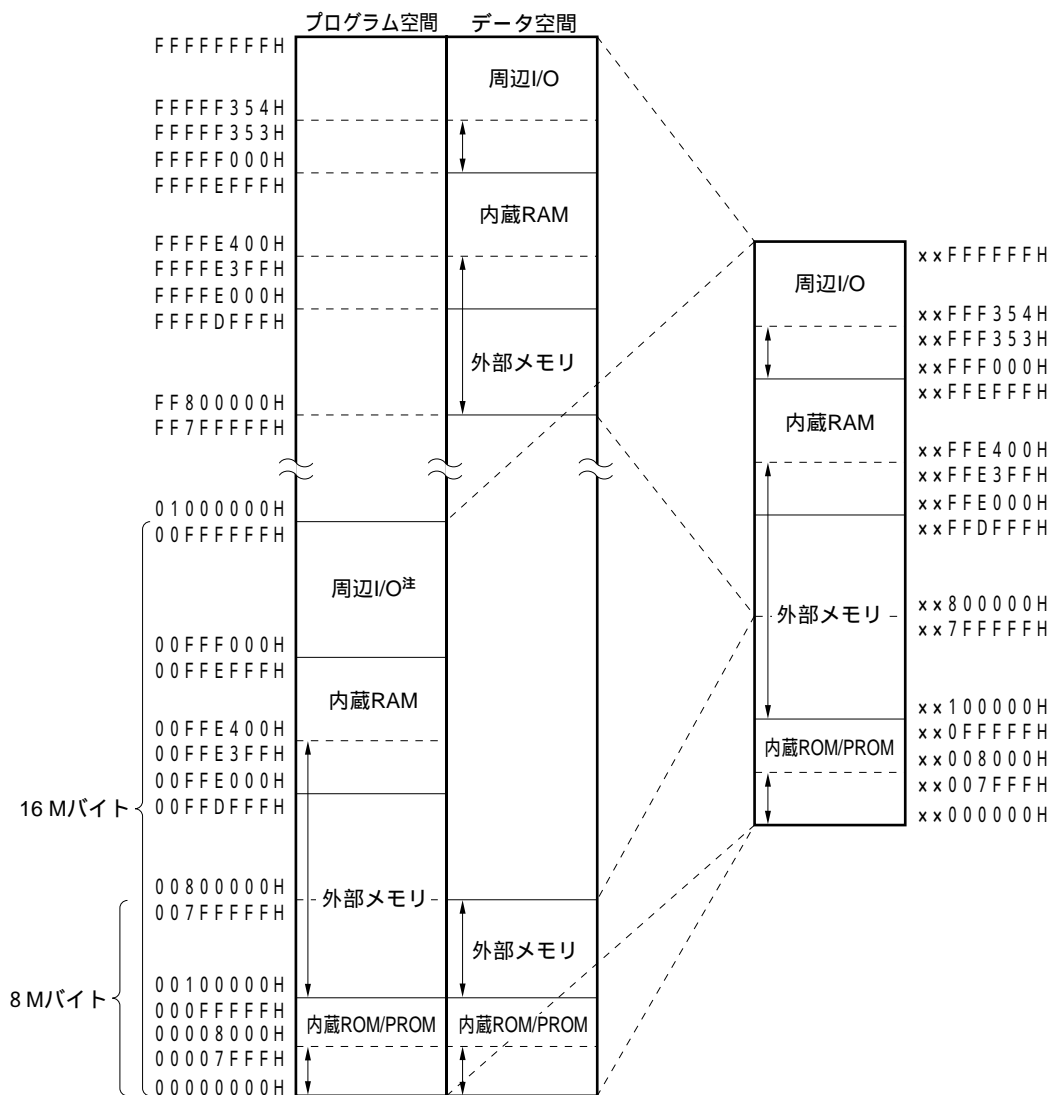 プログラム空間 データ空間
FFFFFFFFH
周辺I/O
FFFFF354H
FFFFF353H
FFFFF000H
FFFFEFFFH
内蔵RAM
FFFFE400H
FFFFE3FFH
FFFFE000H
FFFFDFFFH
外部メモリ
FF800000H
FF7FFFFFH
01000000H
00FFFFFFH
周辺I/O注
00FFF000H
00FFEFFFH
内蔵RAM
00FFE400H
00FFE3FFH
00FFE000H
00FFDFFFH
16 Mバイト
00800000H
外部メモリ
007FFFFFH
外部メモリ
8 Mバイト
00100000H
000FFFFFH
内蔵ROM/PROM 内蔵ROM/PROM
00008000H
00007FFFH
00000000H
xxFFFFFFH
周辺I/O
xxFFF354H
xxFFF353H
xxFFF000H
xxFFEFFFH
内蔵RAM
xxFFE400H
xxFFE3FFH
xxFFE000H
xxFFDFFFH
xx800000H
外部メモリ
xx7FFFFFH
xx100000H
xx0FFFFFH
内蔵ROM/PROM
xx008000H
xx007FFFH
xx000000H